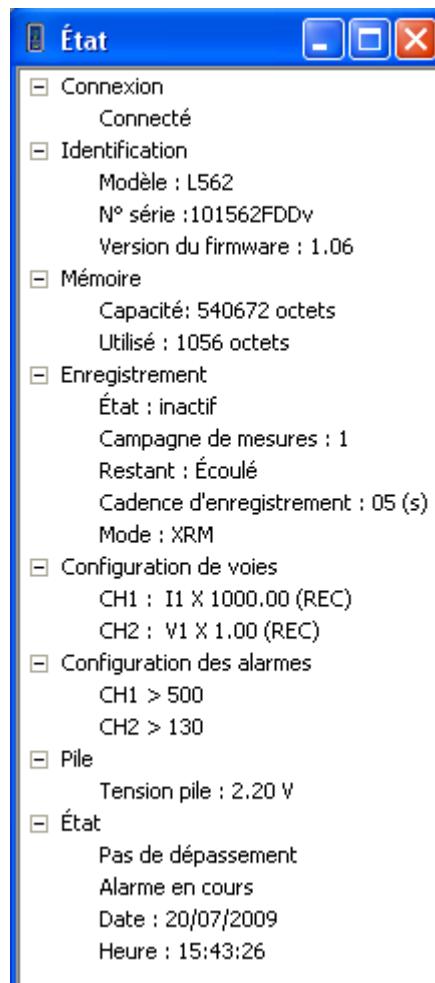 État
Connexion
Connecté
Identification
Modèle : L562
N° série :101562FDDv
Version du firmware : 1.06
Mémoire
Capacité: 540672 octets
Utilisé : 1056 octets
Enregistrement
État : inactif
Campagne de mesures : 1
Restant : Écoulé
Cadence d'enregistrement : 05 (s)
Mode : XRM
Configuration de voies
CH1 : I1 X 1000.00 (REC)
CH2 : V1 X 1.00 (REC)
Configuration des alarmes
CH1 > 500
CH2 > 130
Pile
Tension pile : 2.20 V
État
Pas de dépassement
Alarme en cours
Date : 20/07/2009
Heure : 15:43:26